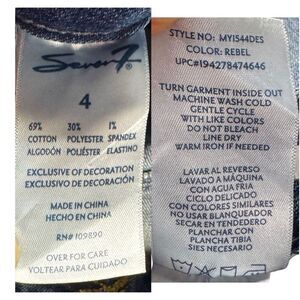 Seven7
4
69% 30% 1%
COTTON POLYESTER SPANDEX
ALGODÓN POLIÉSTER ELASTINO
EXCLUSIVE OF DECORATION
EXCLUSIVO DE DECORACIÓN
MADE IN CHINA
HECHO EN CHINA
RN# 109890
OVER FOR CARE
VOLTEAR PARA CUIDADO
STYLE NO: MY1544DES
COLOR: REBEL
UPC#194278474646
TURN GARMENT INSIDE OUT
MACHINE WASH COLD
GENTLE CYCLE
WITH LIKE COLORS
DO NOT BLEACH
LINE DRY
WARM IRON IF NEEDED
LAVAR AL REVERSO
LAVADO A MÁQUINA
CON AGUA FRIA
CICLO DELICADO
CON COLORES SIMILARES
NO USAR BLANQUEADOR
SECAR EN TENDEDERO
PLANCHAR CON
PLANCHA TIBIA
SIES NECESARIO